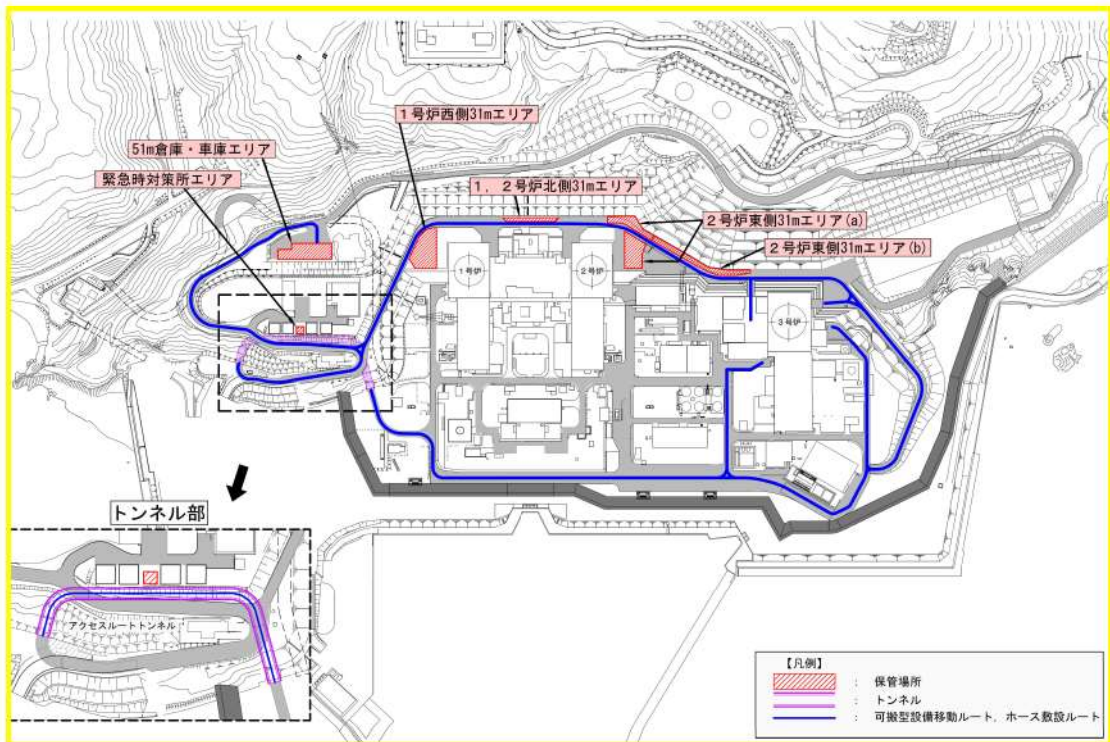 1号炉西側31mエリア
51m倉庫・車庫エリア
緊急時対策所エリア
1，2号炉北側31mエリア
2号炉東側31mエリア(a)
2号炉東側31mエリア(b)
1号炉
2号炉
3号炉
トンネル部
アクセスルートトンネル
【凡例】
： 保管場所
： トンネル
： 可搬型設備移動ルート，ホース敷設ルート